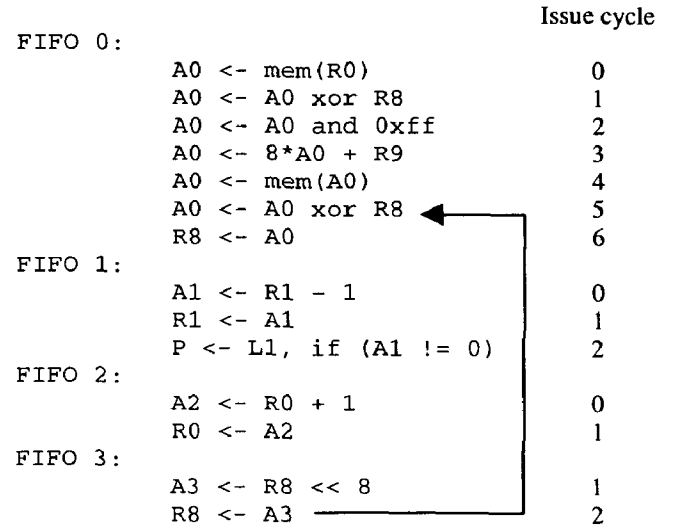 Issue cycle
FIFO 0:
A0 <- mem(R0) 0
A0 <- A0 xor R8 1
A0 <- A0 and 0xff 2
A0 <- 8*A0 + R9 3
A0 <- mem(A0) 4
A0 <- A0 xor R8 5
R8 <- A0 6
FIFO 1:
A1 <- R1 - 1 0
R1 <- A1 1
P <- L1, if (A1 != 0) 2
FIFO 2:
A2 <- R0 + 1 0
R0 <- A2 1
FIFO 3:
A3 <- R8 << 8 1
R8 <- A3 2